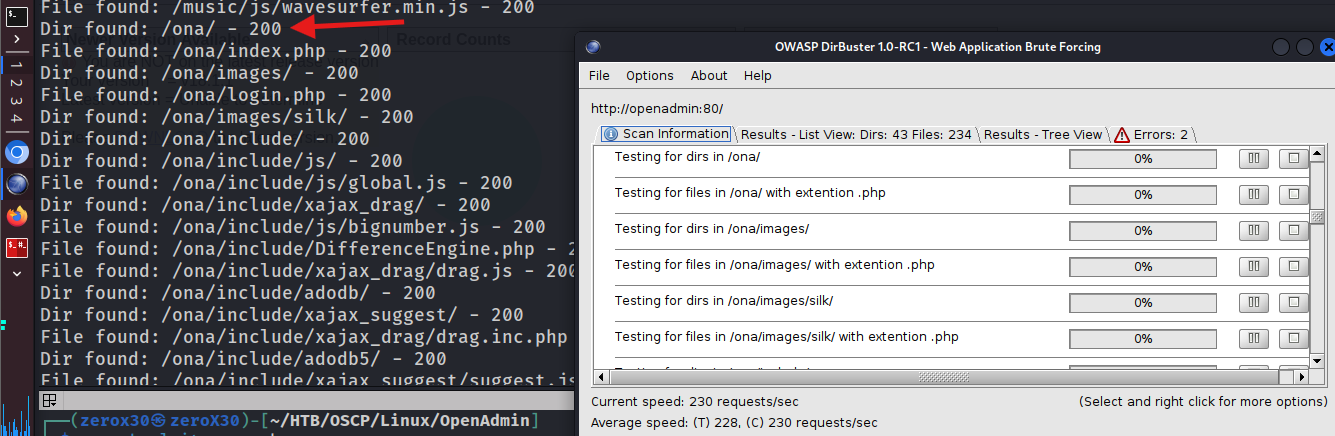 File found: /music/js/wavesurfer.min.js - 200
Dir found: /ona/ - 200
File found: /ona/index.php - 200
Dir found: /ona/images/ - 200
File found: /ona/login.php - 200
Dir found: /ona/images/silk/ - 200
Dir found: /ona/include/ - 200
Dir found: /ona/include/js/ - 200
File found: /ona/include/js/global.js - 200
Dir found: /ona/include/xajax_drag/ - 200
File found: /ona/include/js/bignumber.js - 200
File found: /ona/include/DifferenceEngine.php - 2
File found: /ona/include/xajax_drag/drag.js - 200
Dir found: /ona/include/adodb/ - 200
Dir found: /ona/include/xajax_suggest/ - 200
File found: /ona/include/xajax_drag/drag.inc.php
Dir found: /ona/include/adodb5/ - 200
File found: /ona/include/xajax_suggest/suggest.js
(zerox30㉿zeroX30)-[~/HTB/OSCP/Linux/OpenAdmin]
Record Counts
1
2
3
4
OWASP DirBuster 1.0-RC1 - Web Application Brute Forcing
File Options About Help
http://openadmin:80/
Scan Information Results - List View: Dirs: 43 Files: 234 Results - Tree View Errors: 2
Testing for dirs in /ona/ 0%
Testing for files in /ona/ with extention .php 0%
Testing for dirs in /ona/images/ 0%
Testing for files in /ona/images/ with extention .php 0%
Testing for dirs in /ona/images/silk/ 0%
Testing for files in /ona/images/silk/ with extention .php 0%
Current speed: 230 requests/sec (Select and right click for more options)
Average speed: (T) 228, (C) 230 requests/sec